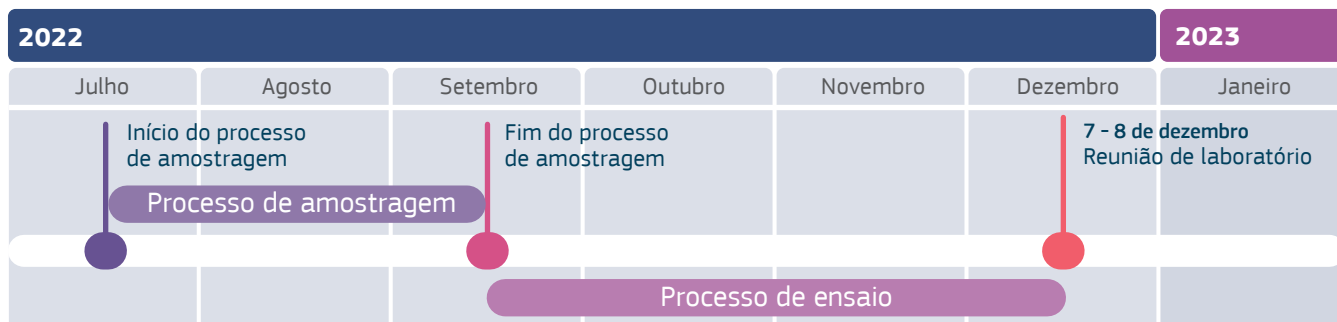 2022
2023
Julho
Agosto
Setembro
Outubro
Novembro
Dezembro
Janeiro
Início do processo
de amostragem
Fim do processo
de amostragem
7 - 8 de dezembro
Reunião de laboratório
Processo de amostragem
Processo de ensaio